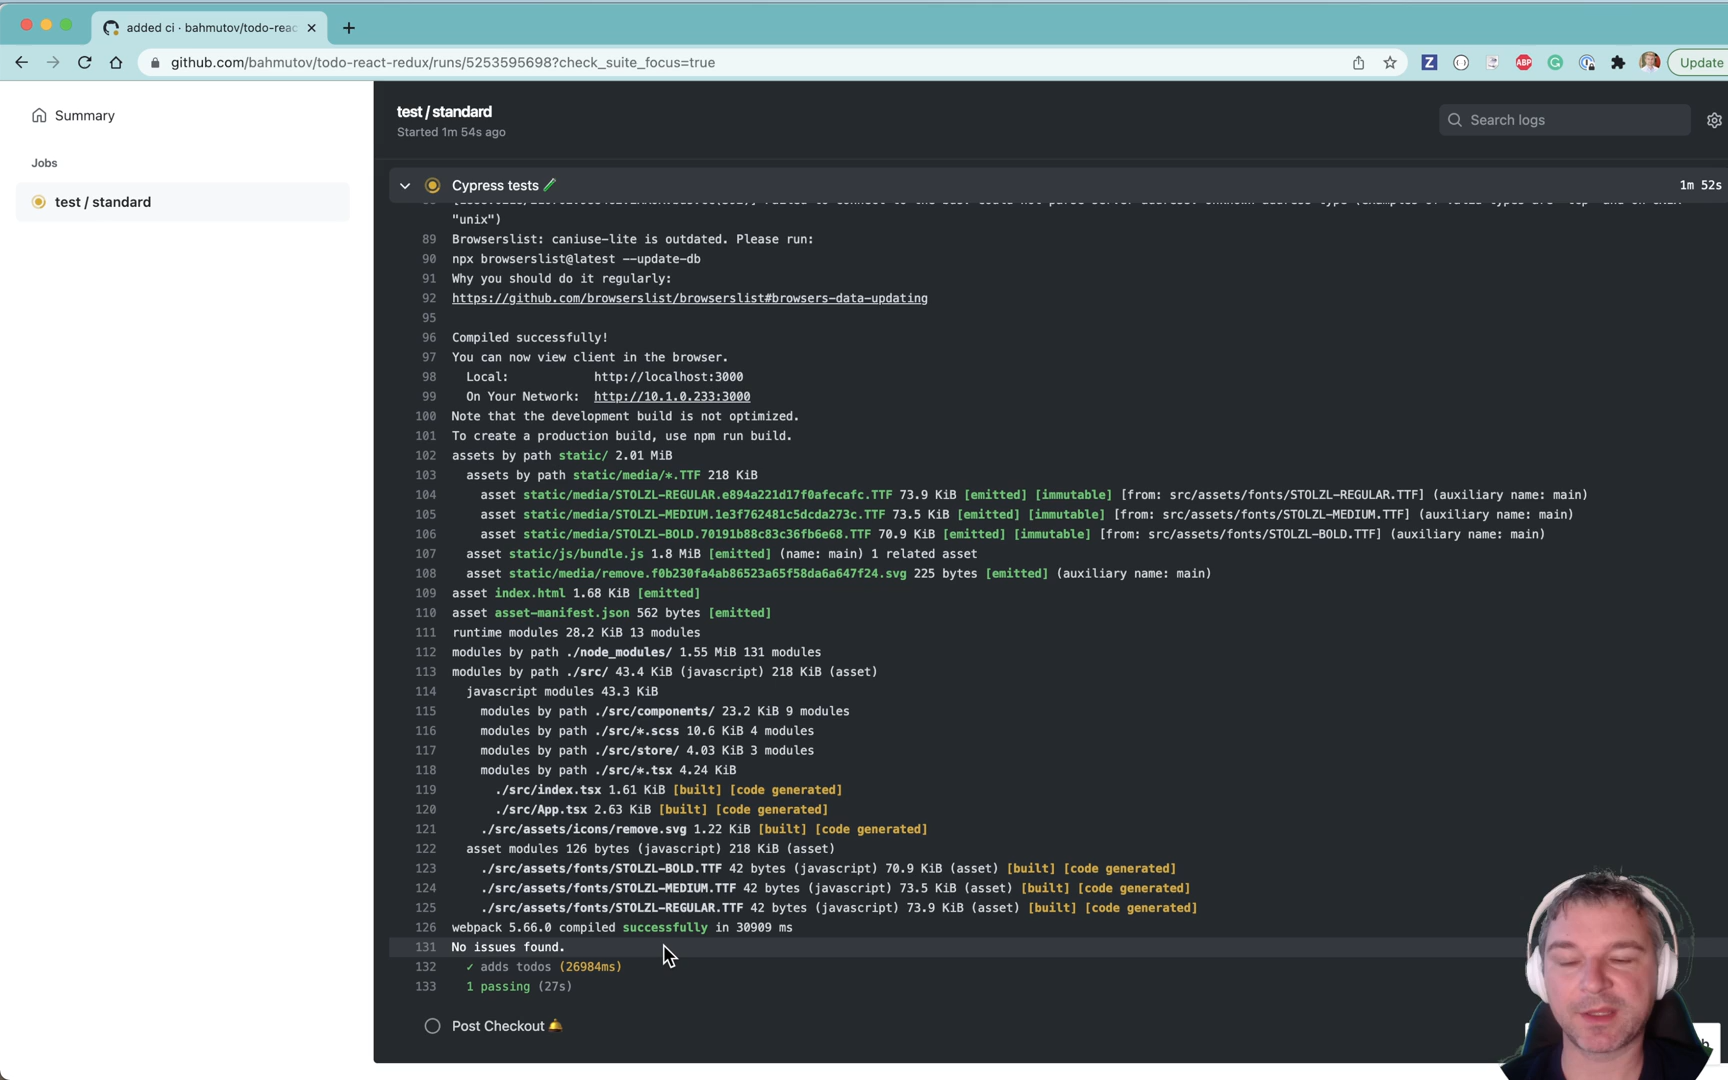 added ci · bahmutov/todo-reac
github.com/bahmutov/todo-react-redux/runs/5253595698?check_suite_focus=true
Z
ABP
Update
Summary
Jobs
test / standard
test / standard
Started 1m 54s ago
Search logs
Cypress tests
1m 52s
"unix")
89 Browserslist: caniuse-lite is outdated. Please run:
90 npx browserslist@latest --update-db
91 Why you should do it regularly:
92 https://github.com/browserslist/browserslist#browsers-data-updating
95
96 Compiled successfully!
97 You can now view client in the browser.
98 Local: http://localhost:3000
99 On Your Network: http://10.1.0.233:3000
100 Note that the development build is not optimized.
101 To create a production build, use npm run build.
102 assets by path static/ 2.01 MiB
103 assets by path static/media/*.TTF 218 KiB
104 asset static/media/STOLZL-REGULAR.e894a221d17f0afecafc.TTF 73.9 KiB [emitted] [immutable] [from: src/assets/fonts/STOLZL-REGULAR.TTF] (auxiliary name: main)
105 asset static/media/STOLZL-MEDIUM.1e3f762481c5dcda273c.TTF 73.5 KiB [emitted] [immutable] [from: src/assets/fonts/STOLZL-MEDIUM.TTF] (auxiliary name: main)
106 asset static/media/STOLZL-BOLD.70191b88c83c36fb6e68.TTF 70.9 KiB [emitted] [immutable] [from: src/assets/fonts/STOLZL-BOLD.TTF] (auxiliary name: main)
107 asset static/js/bundle.js 1.8 MiB [emitted] (name: main) 1 related asset
108 asset static/media/remove.f0b230fa4ab86523a65f58da6a647f24.svg 225 bytes [emitted] (auxiliary name: main)
109 asset index.html 1.68 KiB [emitted]
110 asset asset-manifest.json 562 bytes [emitted]
111 runtime modules 28.2 KiB 13 modules
112 modules by path ./node_modules/ 1.55 MiB 131 modules
113 modules by path ./src/ 43.4 KiB (javascript) 218 KiB (asset)
114 javascript modules 43.3 KiB
115 modules by path ./src/components/ 23.2 KiB 9 modules
116 modules by path ./src/*.scss 10.6 KiB 4 modules
117 modules by path ./src/store/ 4.03 KiB 3 modules
118 modules by path ./src/*.tsx 4.24 KiB
119 ./src/index.tsx 1.61 KiB [built] [code generated]
120 ./src/App.tsx 2.63 KiB [built] [code generated]
121 ./src/assets/icons/remove.svg 1.22 KiB [built] [code generated]
122 asset modules 126 bytes (javascript) 218 KiB (asset)
123 ./src/assets/fonts/STOLZL-BOLD.TTF 42 bytes (javascript) 70.9 KiB (asset) [built] [code generated]
124 ./src/assets/fonts/STOLZL-MEDIUM.TTF 42 bytes (javascript) 73.5 KiB (asset) [built] [code generated]
125 ./src/assets/fonts/STOLZL-REGULAR.TTF 42 bytes (javascript) 73.9 KiB (asset) [built] [code generated]
126 webpack 5.66.0 compiled successfully in 30909 ms
131 No issues found.
132 ✓ adds todos (26984ms)
133 1 passing (27s)
Post Checkout